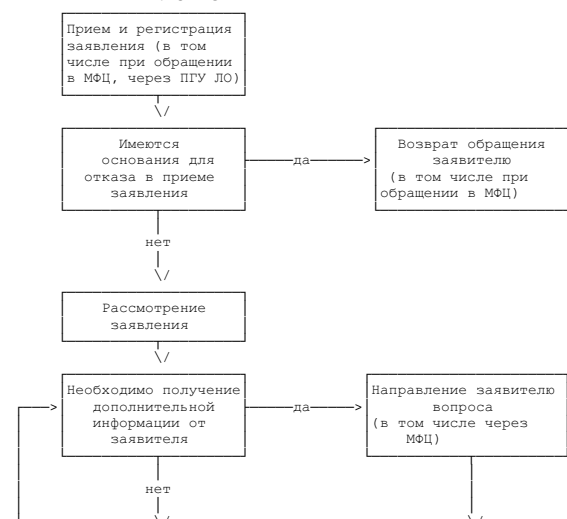 Прием и регистрация
заявления (в том
числе при обращении
в МФЦ, через ПГУ ЛО)
\/
Имеются
основания для
отказа в приеме
заявления
да
>
Возврат обращения
заявителю
(в том числе при
обращении в МФЦ)
нет
\/
Рассмотрение
заявления
\/
>
Необходимо получение
дополнительной
информации от
заявителя
да
>
Направление заявителю
вопроса
(в том числе через
МФЦ)
нет